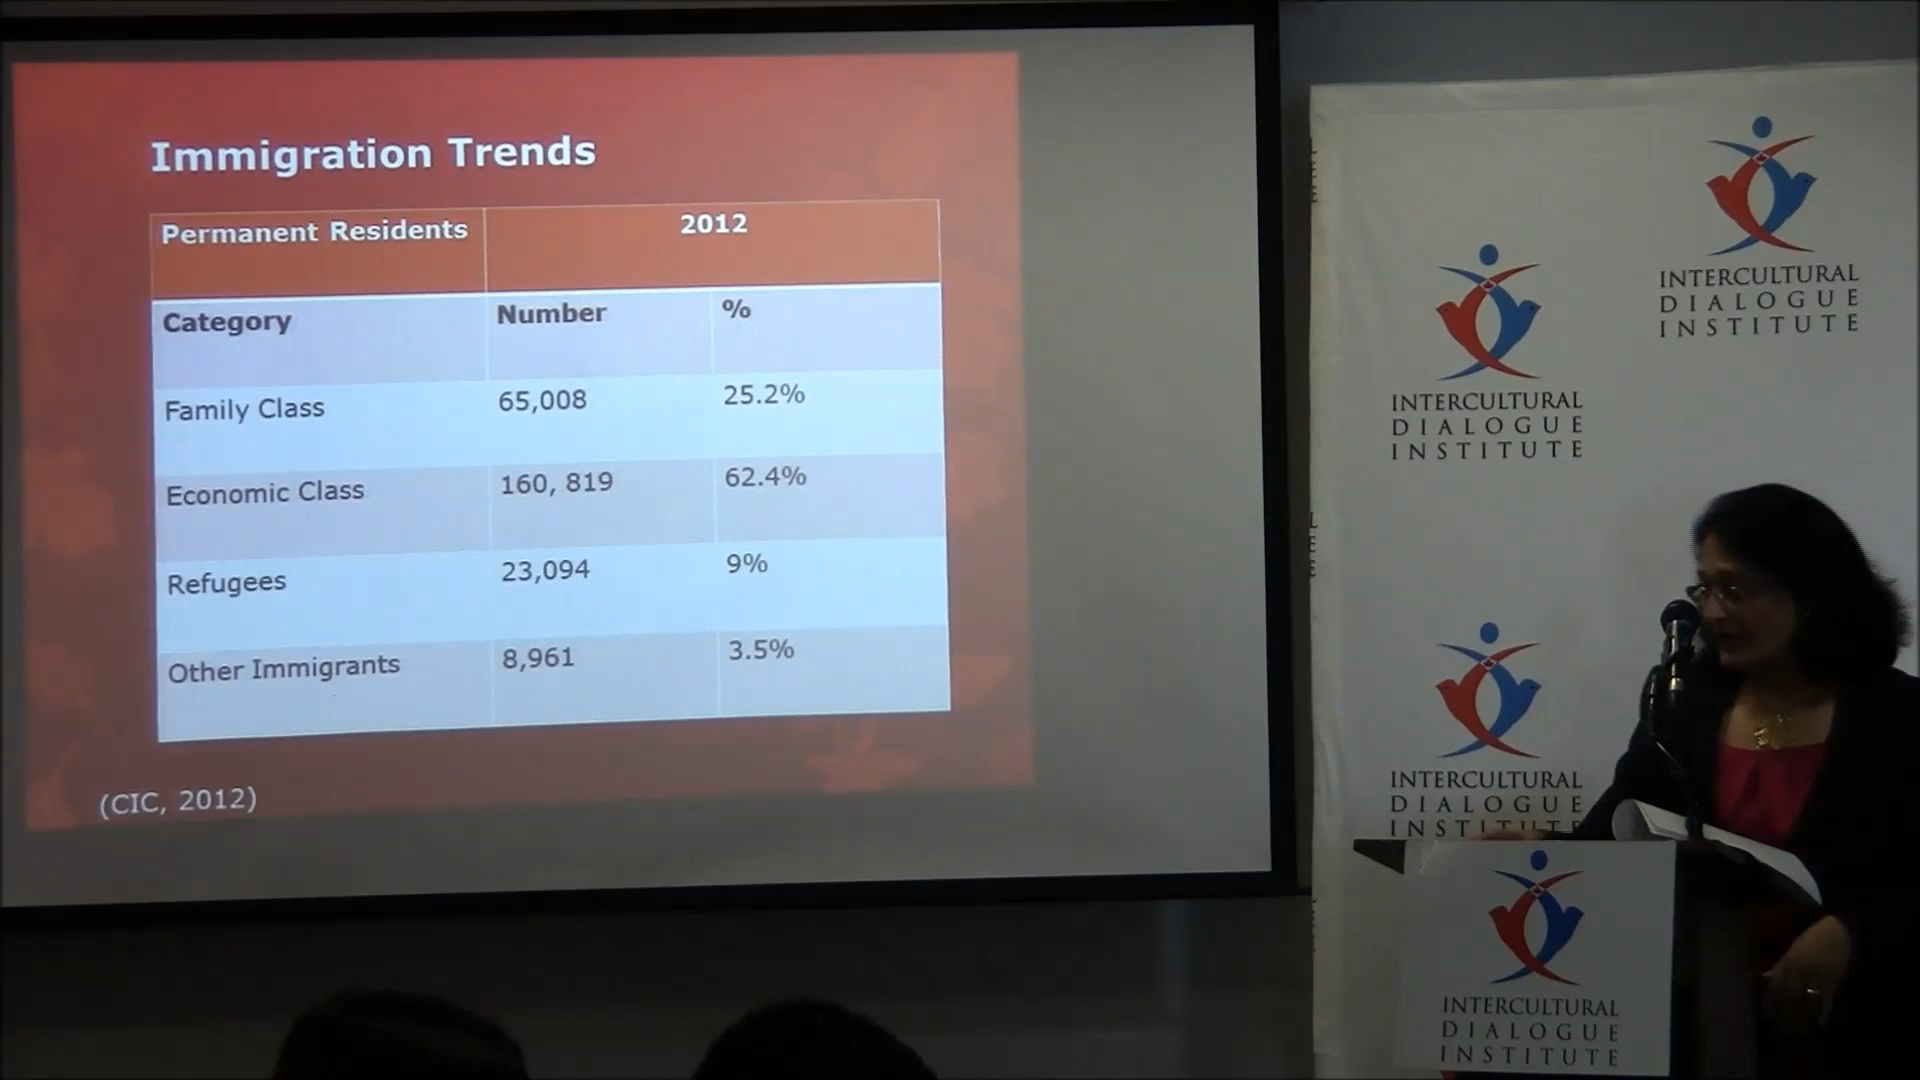 Immigration Trends
Permanent Residents 2012
Category Number %
Family Class 65,008 25.2%
Economic Class 160, 819 62.4%
Refugees 23,094 9%
Other Immigrants 8,961 3.5%
(CIC, 2012)
INTERCULTURAL
DIALOGUE
INSTITUTE
INTERCULTURAL
DIALOGUE
INSTITUTE
INTERCULTURAL
DIALOGUE
INSTITUTE
INTERCULTURAL
DIALOGUE
INSTITUTE